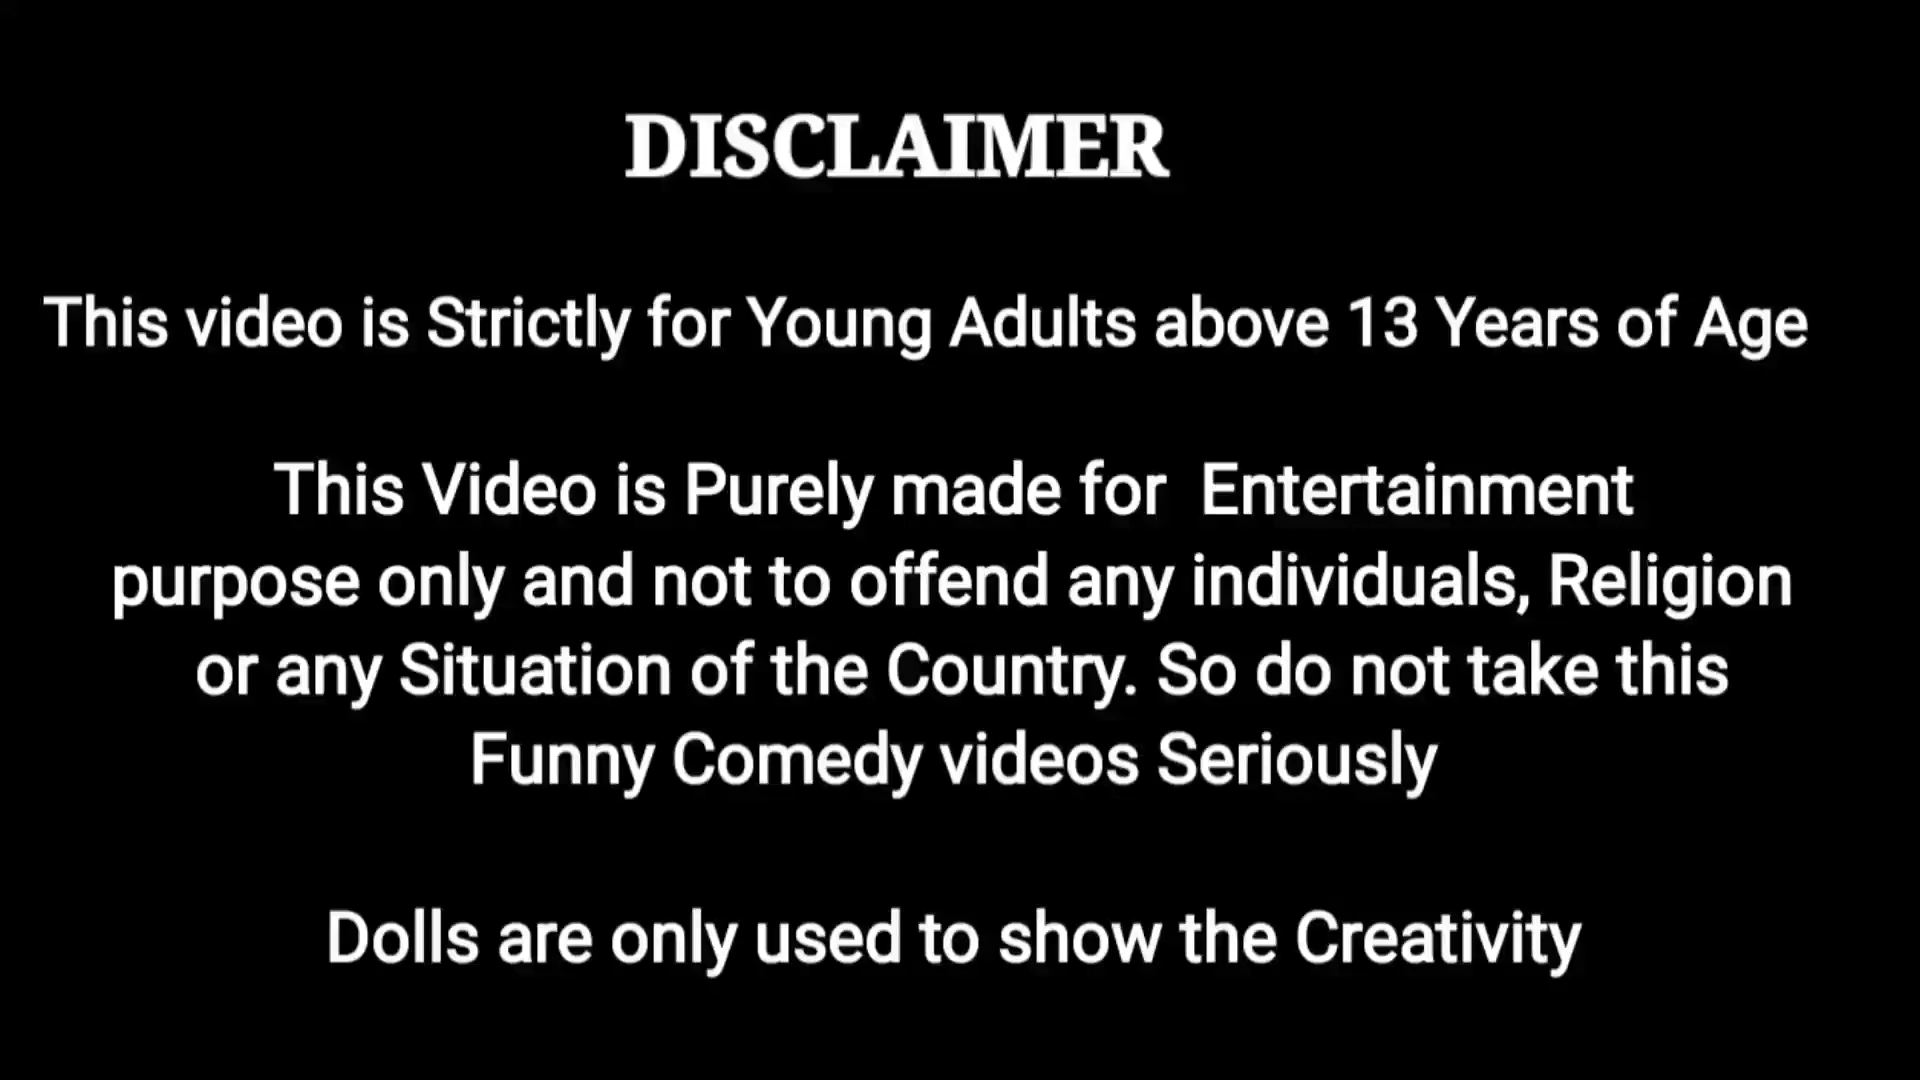 DISCLAIMER
This video is Strictly for Young Adults above 13 Years of Age
This Video is Purely made for  Entertainment
purpose only and not to offend any individuals, Religion
or any Situation of the Country. So do not take this
Funny Comedy videos Seriously
Dolls are only used to show the Creativity